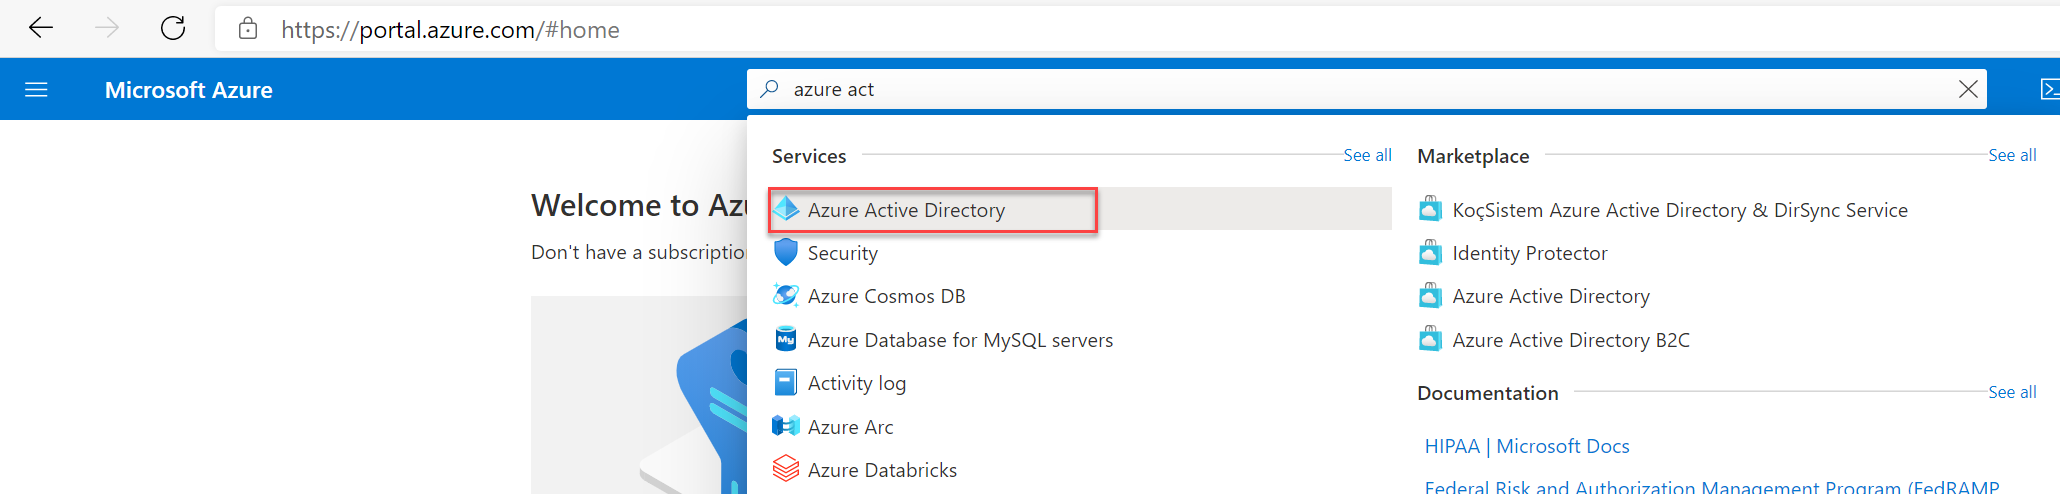 https://portal.azure.com/#home
Microsoft Azure
azure act
Welcome to Az
Don't have a subscriptio
Services
See all
Azure Active Directory
Security
Azure Cosmos DB
Azure Database for MySQL servers
My
Activity log
Azure Arc
Azure Databricks
Marketplace
See all
KoçSistem Azure Active Directory & DirSync Service
Identity Protector
Azure Active Directory
Azure Active Directory B2C
Documentation
See all
HIPAA | Microsoft Docs
Federal Risk and Authorization Management Program (FedRAMP